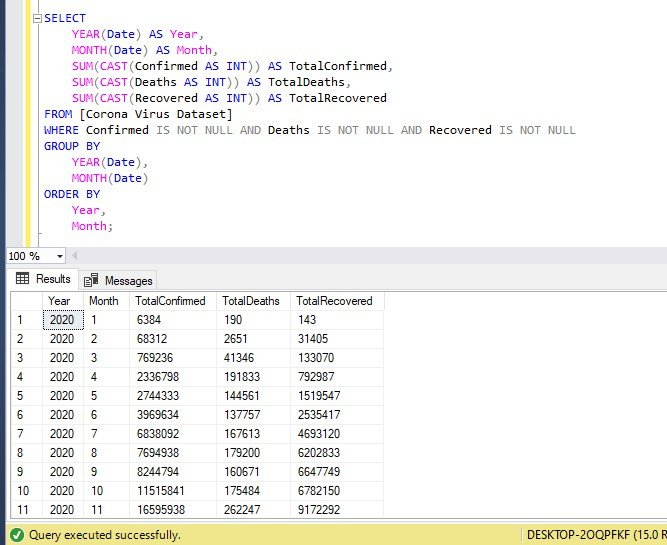 SELECT
YEAR(Date) AS Year,
MONTH(Date) AS Month,
SUM(CAST(Confirmed AS INT)) AS TotalConfirmed,
SUM(CAST(Deaths AS INT)) AS TotalDeaths,
SUM(CAST(Recovered AS INT)) AS TotalRecovered
FROM [Corona Virus Dataset]
WHERE Confirmed IS NOT NULL AND Deaths IS NOT NULL AND Recovered IS NOT NULL
GROUP BY
YEAR(Date),
MONTH(Date)
ORDER BY
Year,
Month;
100 %
Results Messages
Year Month TotalConfirmed TotalDeaths TotalRecovered
1 2020 1 6384 190 143
2 2020 2 68312 2651 31405
3 2020 3 769236 41346 133070
4 2020 4 2336798 191833 792987
5 2020 5 2744333 144561 1519547
6 2020 6 3969634 137757 2535417
7 2020 7 6838092 167613 4693120
8 2020 8 7694938 179200 6202833
9 2020 9 8244794 160671 6647749
10 2020 10 11515841 175484 6782150
11 2020 11 16595938 262247 9172292
Query executed successfully. DESKTOP-2OQPFKF (15.0 R